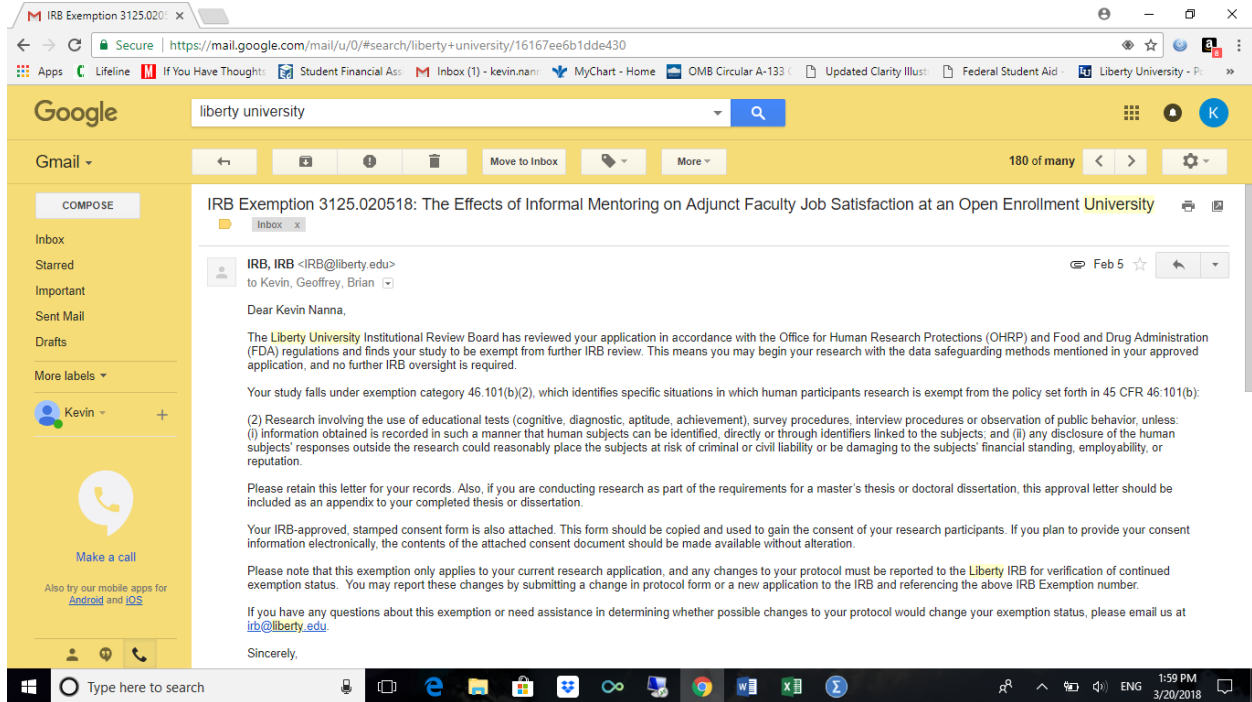 IRB Exemption 3125.020
Secure | https://mail.google.com/mail/u/0/#search/liberty+university/16167ee6b1dde430
Apps Lifeline If You Have Thoughts Student Financial Ass Inbox (1) - kevin.nann MyChart - Home OMB Circular A-133 Updated Clarity Illust Federal Student Aid - Liberty University - P »
Google
liberty university
K
Gmail
Move to Inbox
More
180 of many
COMPOSE
Inbox
Starred
Important
Sent Mail
Drafts
More labels
Kevin
+
Make a call
Also try our mobile apps for
Android and iOS
IRB Exemption 3125.020518: The Effects of Informal Mentoring on Adjunct Faculty Job Satisfaction at an Open Enrollment University
Inbox x
IRB, IRB <IRB@liberty.edu>
Feb 5
to Kevin, Geoffrey, Brian
Dear Kevin Nanna,
The Liberty University Institutional Review Board has reviewed your application in accordance with the Office for Human Research Protections (OHRP) and Food and Drug Administration
(FDA) regulations and finds your study to be exempt from further IRB review. This means you may begin your research with the data safeguarding methods mentioned in your approved
application, and no further IRB oversight is required.
Your study falls under exemption category 46.101(b)(2), which identifies specific situations in which human participants research is exempt from the policy set forth in 45 CFR 46:101(b):
(2) Research involving the use of educational tests (cognitive, diagnostic, aptitude, achievement), survey procedures, interview procedures or observation of public behavior, unless:
(i) information obtained is recorded in such a manner that human subjects can be identified, directly or through identifiers linked to the subjects; and (ii) any disclosure of the human
subjects' responses outside the research could reasonably place the subjects at risk of criminal or civil liability or be damaging to the subjects' financial standing, employability, or
reputation.
Please retain this letter for your records. Also, if you are conducting research as part of the requirements for a master's thesis or doctoral dissertation, this approval letter should be
included as an appendix to your completed thesis or dissertation.
Your IRB-approved, stamped consent form is also attached. This form should be copied and used to gain the consent of your research participants. If you plan to provide your consent
information electronically, the contents of the attached consent document should be made available without alteration.
Please note that this exemption only applies to your current research application, and any changes to your protocol must be reported to the Liberty IRB for verification of continued
exemption status. You may report these changes by submitting a change in protocol form or a new application to the IRB and referencing the above IRB Exemption number.
If you have any questions about this exemption or need assistance in determining whether possible changes to your protocol would change your exemption status, please email us at
irb@liberty.edu.
Sincerely,
Type here to search
ENG
1:59 PM
3/20/2018